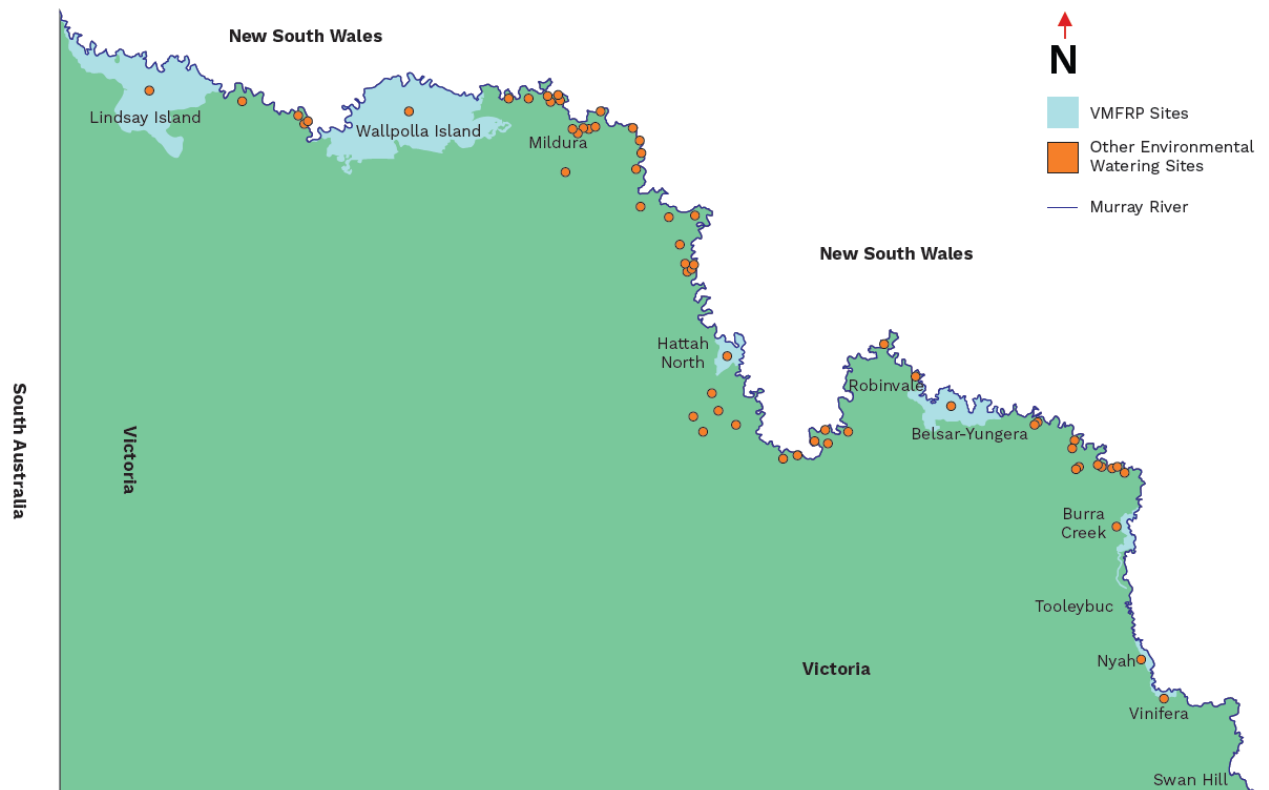 New South Wales
N
VMFRP Sites
Other Environmental
Watering Sites
Murray River
Lindsay Island
Wallpolla Island
Mildura
New South Wales
Hattah
North
Robinvale
Belsar-Yungera
South Australia
Victoria
Burra
Creek
Tooleybuc
Nyah
Victoria
Vinifera
Swan Hill